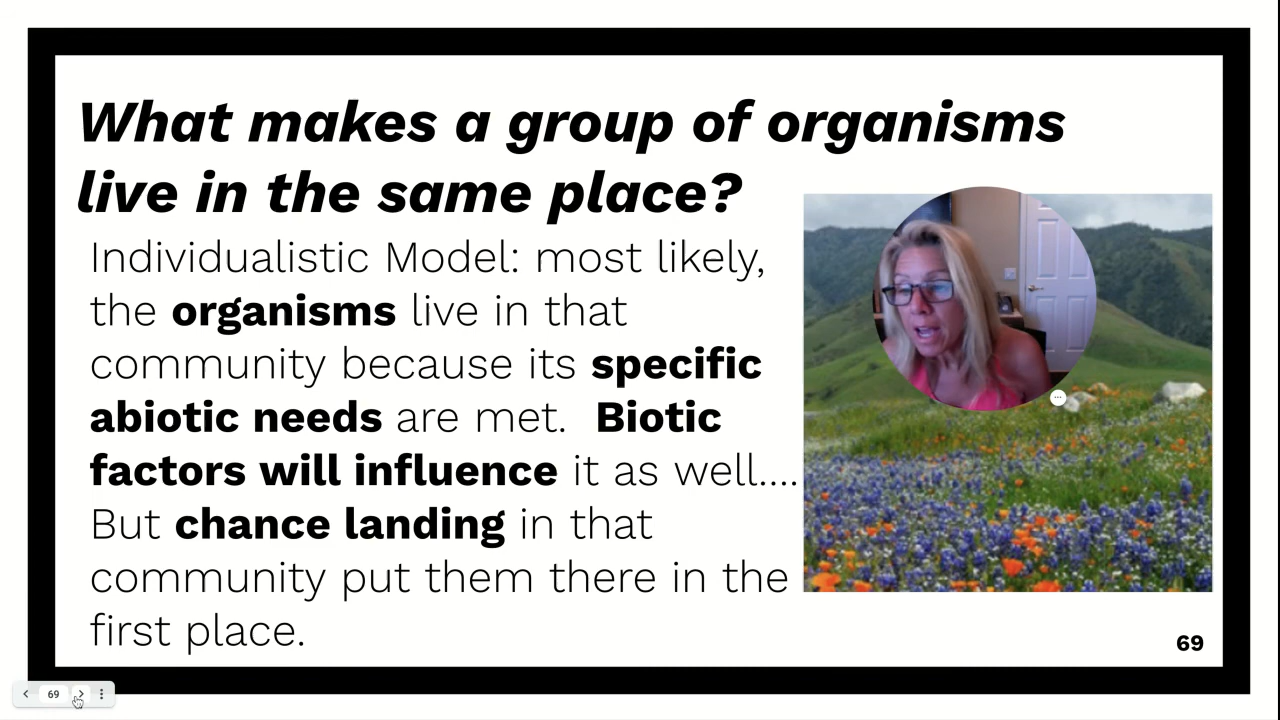 What makes a group of organisms
live in the same place?
Individualistic Model: most likely,
the organisms live in that
community because its specific
abiotic needs are met. Biotic
factors will influence it as well....
But chance landing in that
community put them there in the
first place.
69
69